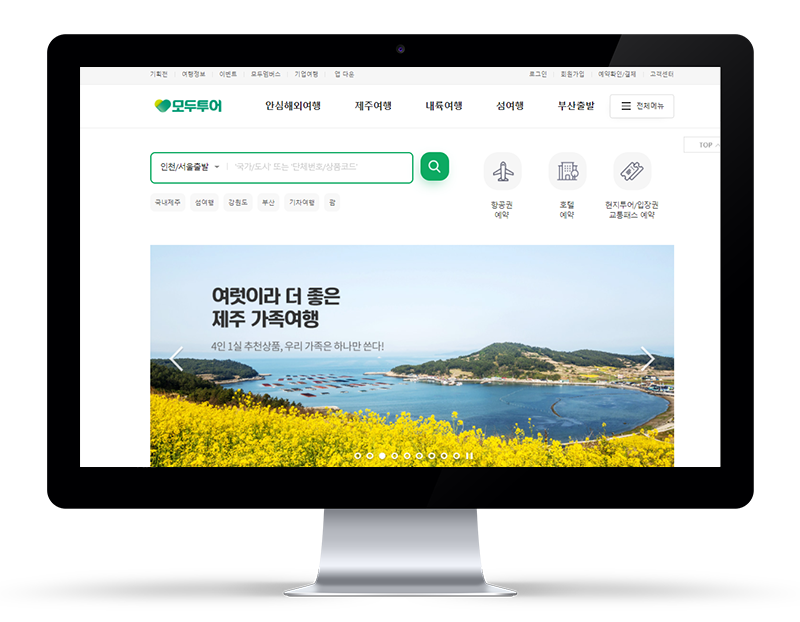 기획전 여행정보 이벤트 모두멤버스 기업여행 앱 다운 로그인 회원가입 예약확인/결제 고객센터
모두투어 안심해외여행 제주여행 내륙여행 섬여행 부산출발 전체메뉴
TOP
인천/서울출발 '국가/도시' 또는 '단체번호/상품코드'
국내제주 섬여행 강원도 부산 기차여행 괌
항공권
예약
호텔
예약
현지투어/입장권
교통패스 예약
여럿이라 더 좋은
제주 가족여행
4인 1실 추천상품, 우리 가족은 하나만 쓴다!